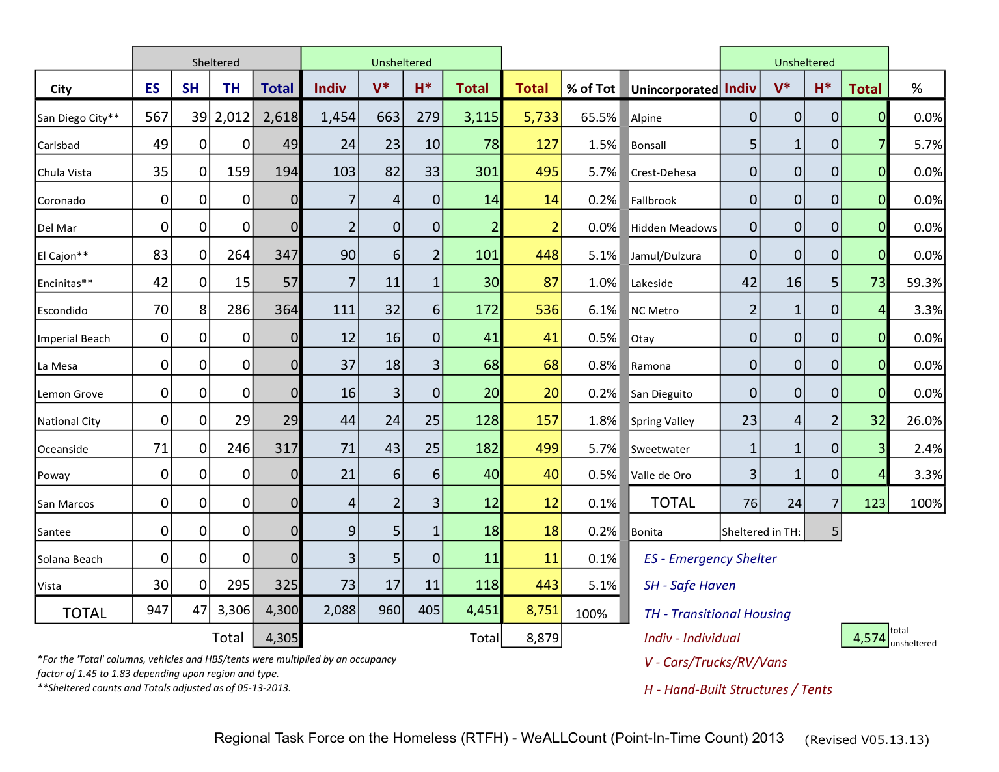 Sheltered Unsheltered Unsheltered
City ES SH TH Total Indiv V* H* Total Total % of Tot Unincorporated Indiv V* H* Total %
San Diego City** 567 39 2,012 2,618 1,454 663 279 3,115 5,733 65.5% Alpine 0 0 0 0 0.0%
Carlsbad 49 0 0 49 24 23 10 78 127 1.5% Bonsall 5 1 0 7 5.7%
Chula Vista 35 0 159 194 103 82 33 301 495 5.7% Crest-Dehesa 0 0 0 0 0.0%
Coronado 0 0 0 0 7 4 0 14 14 0.2% Fallbrook 0 0 0 0 0.0%
Del Mar 0 0 0 0 2 0 0 2 2 0.0% Hidden Meadows 0 0 0 0 0.0%
El Cajon** 83 0 264 347 90 6 2 101 448 5.1% Jamul/Dulzura 0 0 0 0 0.0%
Encinitas** 42 0 15 57 7 11 1 30 87 1.0% Lakeside 42 16 5 73 59.3%
Escondido 70 8 286 364 111 32 6 172 536 6.1% NC Metro 2 1 0 4 3.3%
Imperial Beach 0 0 0 0 12 16 0 41 41 0.5% Otay 0 0 0 0 0.0%
La Mesa 0 0 0 0 37 18 3 68 68 0.8% Ramona 0 0 0 0 0.0%
Lemon Grove 0 0 0 0 16 3 0 20 20 0.2% San Dieguito 0 0 0 0 0.0%
National City 0 0 29 29 44 24 25 128 157 1.8% Spring Valley 23 4 2 32 26.0%
Oceanside 71 0 246 317 71 43 25 182 499 5.7% Sweetwater 1 1 0 3 2.4%
Poway 0 0 0 0 21 6 6 40 40 0.5% Valle de Oro 3 1 0 4 3.3%
San Marcos 0 0 0 0 4 2 3 12 12 0.1% TOTAL 76 24 7 123 100%
Santee 0 0 0 0 9 5 1 18 18 0.2% Bonita Sheltered in TH: 5
Solana Beach 0 0 0 0 3 5 0 11 11 0.1% ES - Emergency Shelter
Vista 30 0 295 325 73 17 11 118 443 5.1% SH - Safe Haven
TOTAL 947 47 3,306 4,300 2,088 960 405 4,451 8,751 100% TH - Transitional Housing
Total 4,305 Total 8,879 Indiv - Individual 4,574 total
unsheltered
*For the 'Total' columns, vehicles and HBS/tents were multiplied by an occupancy
V - Cars/Trucks/RV/Vans
factor of 1.45 to 1.83 depending upon region and type.
**Sheltered counts and Totals adjusted as of 05-13-2013.
H - Hand-Built Structures / Tents
Regional Task Force on the Homeless (RTFH) - WeALLCount (Point-In-Time Count) 2013 (Revised V05.13.13)